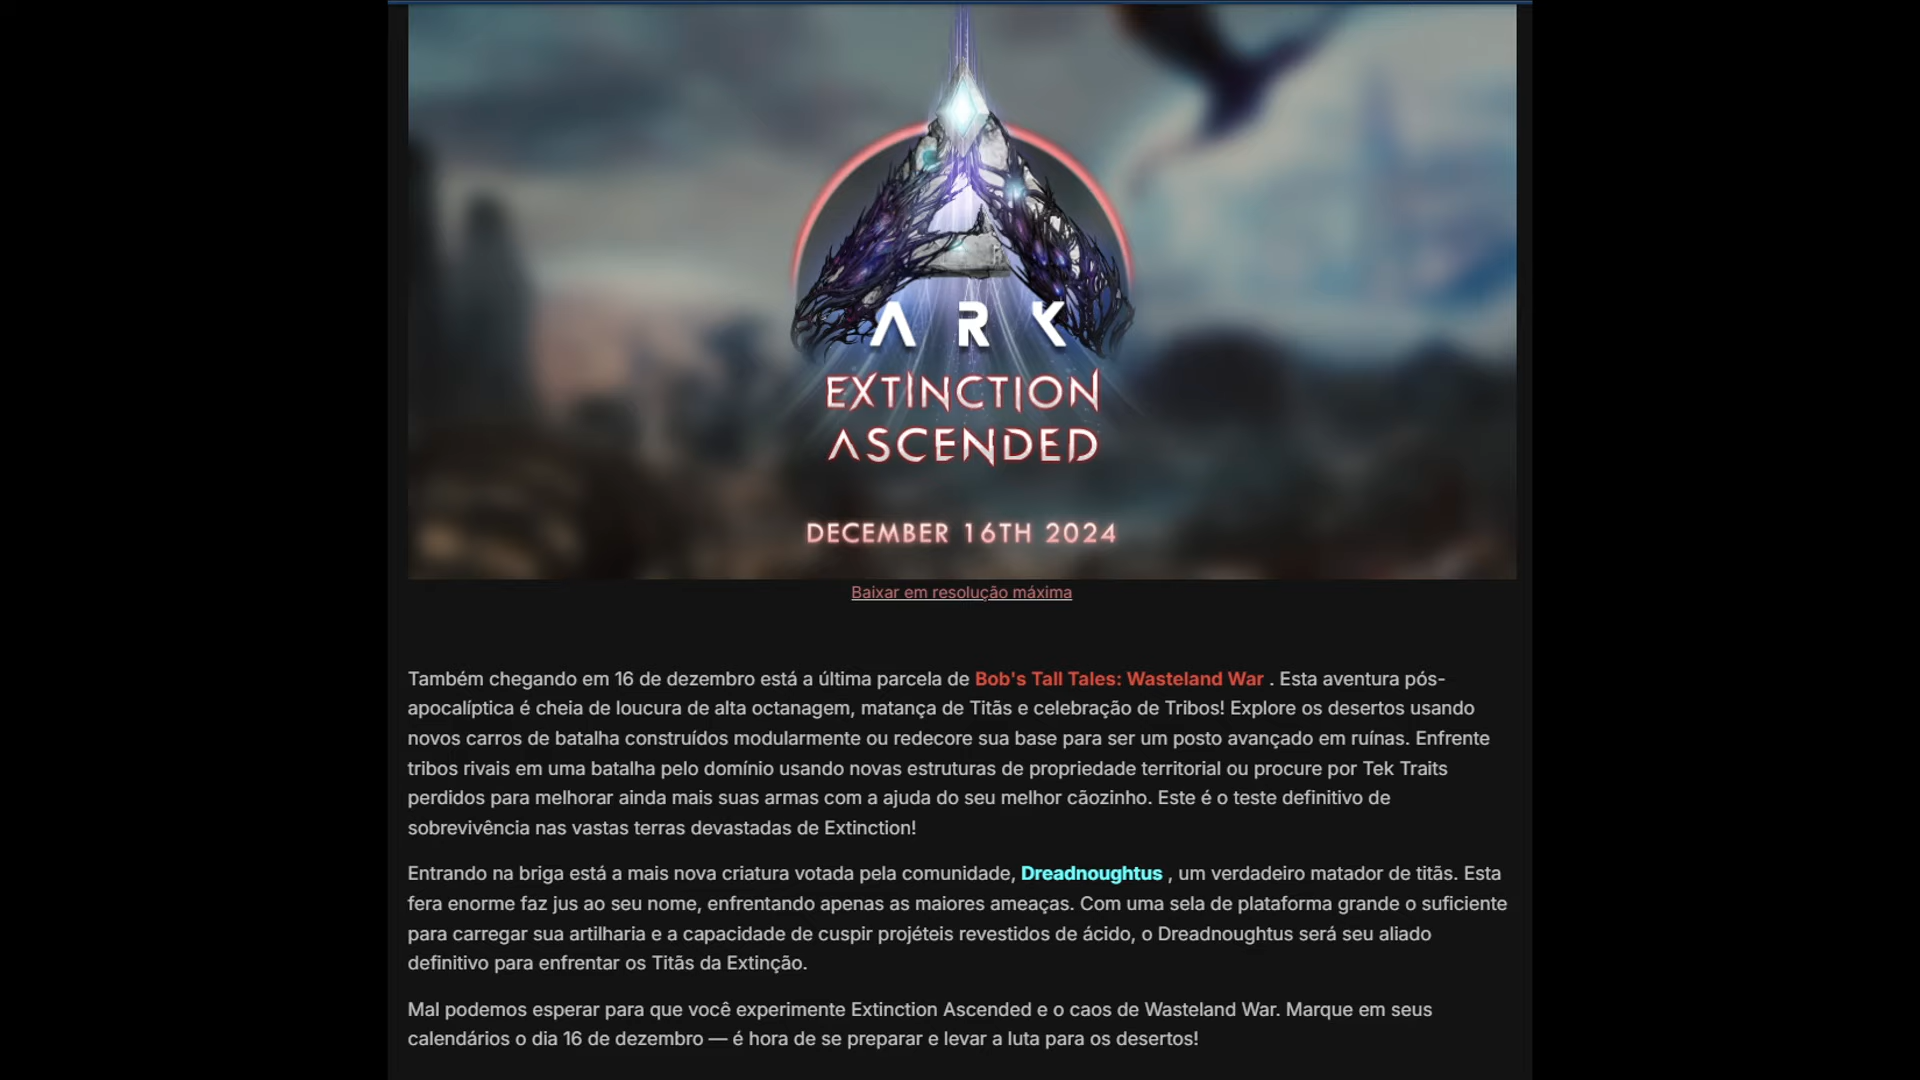 ARK
EXTINCTION
ASCENDED
DECEMBER 16TH 2024
Baixar em resolução máxima
Também chegando em 16 de dezembro está a última parcela de Bob's Tall Tales: Wasteland War . Esta aventura pós-
apocalíptica é cheia de loucura de alta octanagem, matança de Titãs e celebração de Tribos! Explore os desertos usando
novos carros de batalha construídos modularmente ou redecore sua base para ser um posto avançado em ruínas. Enfrente
tribos rivais em uma batalha pelo domínio usando novas estruturas de propriedade territorial ou procure por Tek Traits
perdidos para melhorar ainda mais suas armas com a ajuda do seu melhor cãozinho. Este é o teste definitivo de
sobrevivência nas vastas terras devastadas de Extinction!
Entrando na briga está a mais nova criatura votada pela comunidade, Dreadnoughtus , um verdadeiro matador de titãs. Esta
fera enorme faz jus ao seu nome, enfrentando apenas as maiores ameaças. Com uma sela de plataforma grande o suficiente
para carregar sua artilharia e a capacidade de cuspir projéteis revestidos de ácido, o Dreadnoughtus será seu aliado
definitivo para enfrentar os Titãs da Extinção.
Mal podemos esperar para que você experimente Extinction Ascended e o caos de Wasteland War. Marque em seus
calendários o dia 16 de dezembro — é hora de se preparar e levar a luta para os desertos!